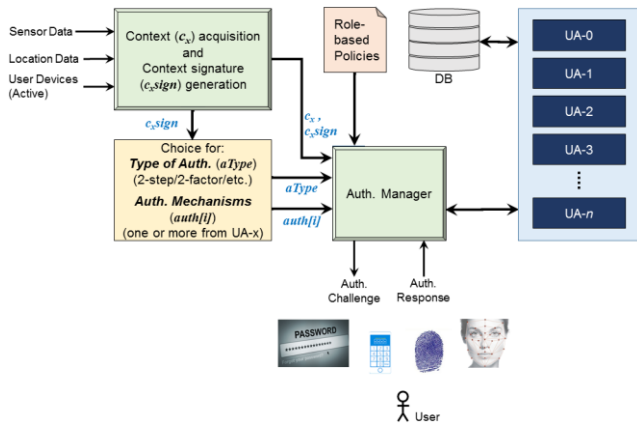 Sensor Data
Location Data
User Devices
(Active)
Context (cₓ) acquisition
and
Context signature
(cₓsign) generation
Role-
based
Policies
DB
UA-0
UA-1
UA-2
UA-3
UA-n
cₓsign
cₓ ,
cₓsign
Choice for:
Type of Auth. (aType)
(2-step/2-factor/etc.)
Auth. Mechanisms
(auth[i])
(one or more from UA-x)
aType
auth[i]
Auth. Manager
Auth.
Challenge
Auth.
Response
PASSWORD
User